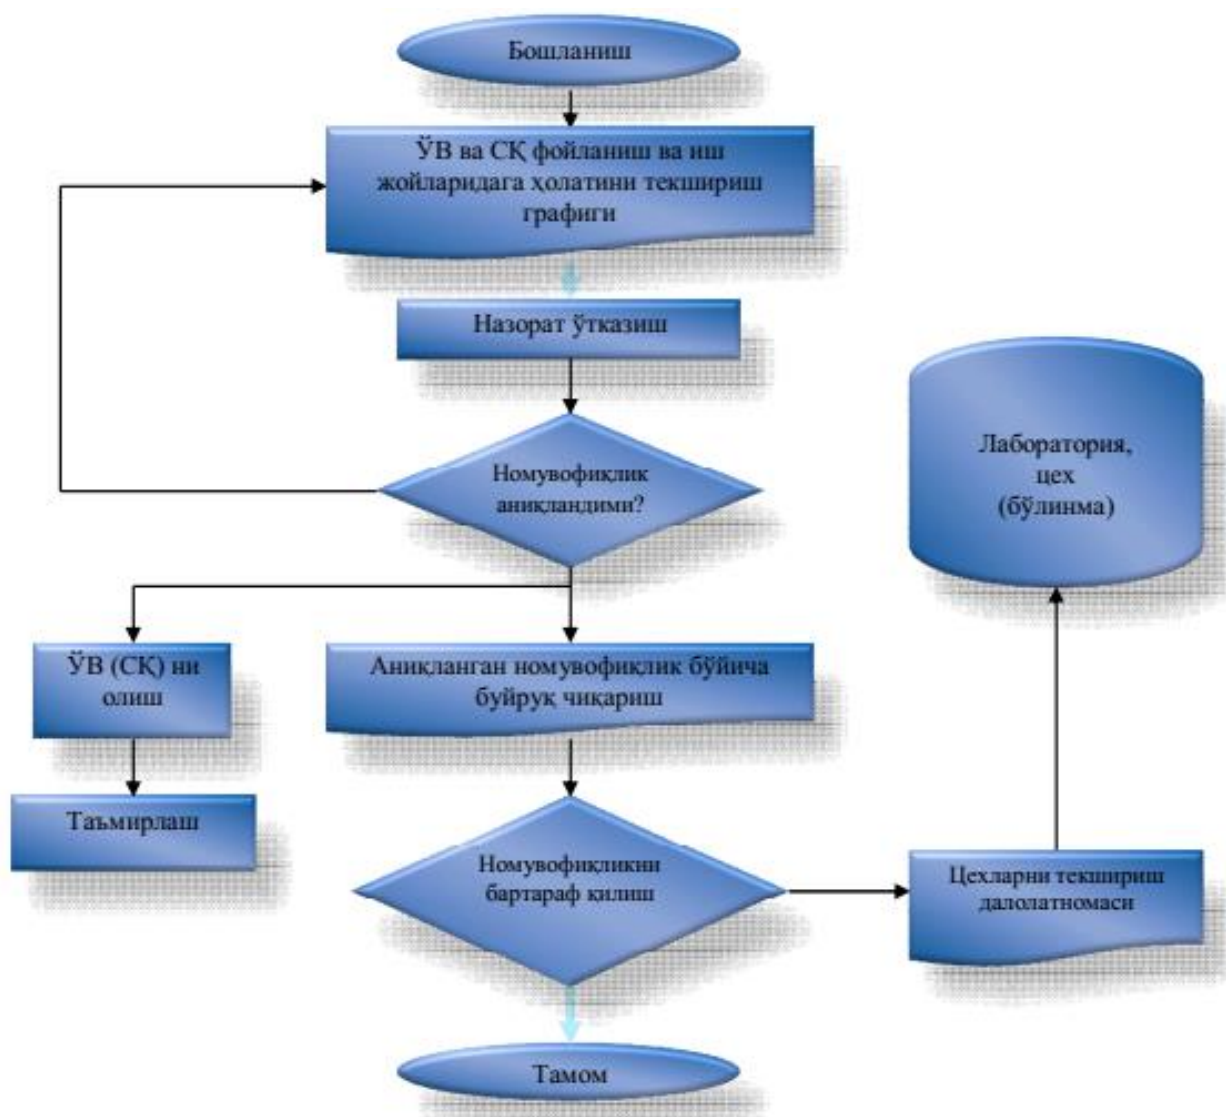 Бошланиш
ЎВ ва СҚ фойланиш ва иш
жойларидага ҳолатини текшириш
графиги
Назорат ўтказиш
Номувофиқлик
аниқландими?
Лаборатория,
цех
(бўлинма)
ЎВ (СҚ) ни
олиш
Аниқланган номувофиқлик бўйича
буйруқ чиқариш
Таъмирлаш
Номувофиқликни
бартараф қилиш
Цехларни текшириш
далолатномаси
Тамом